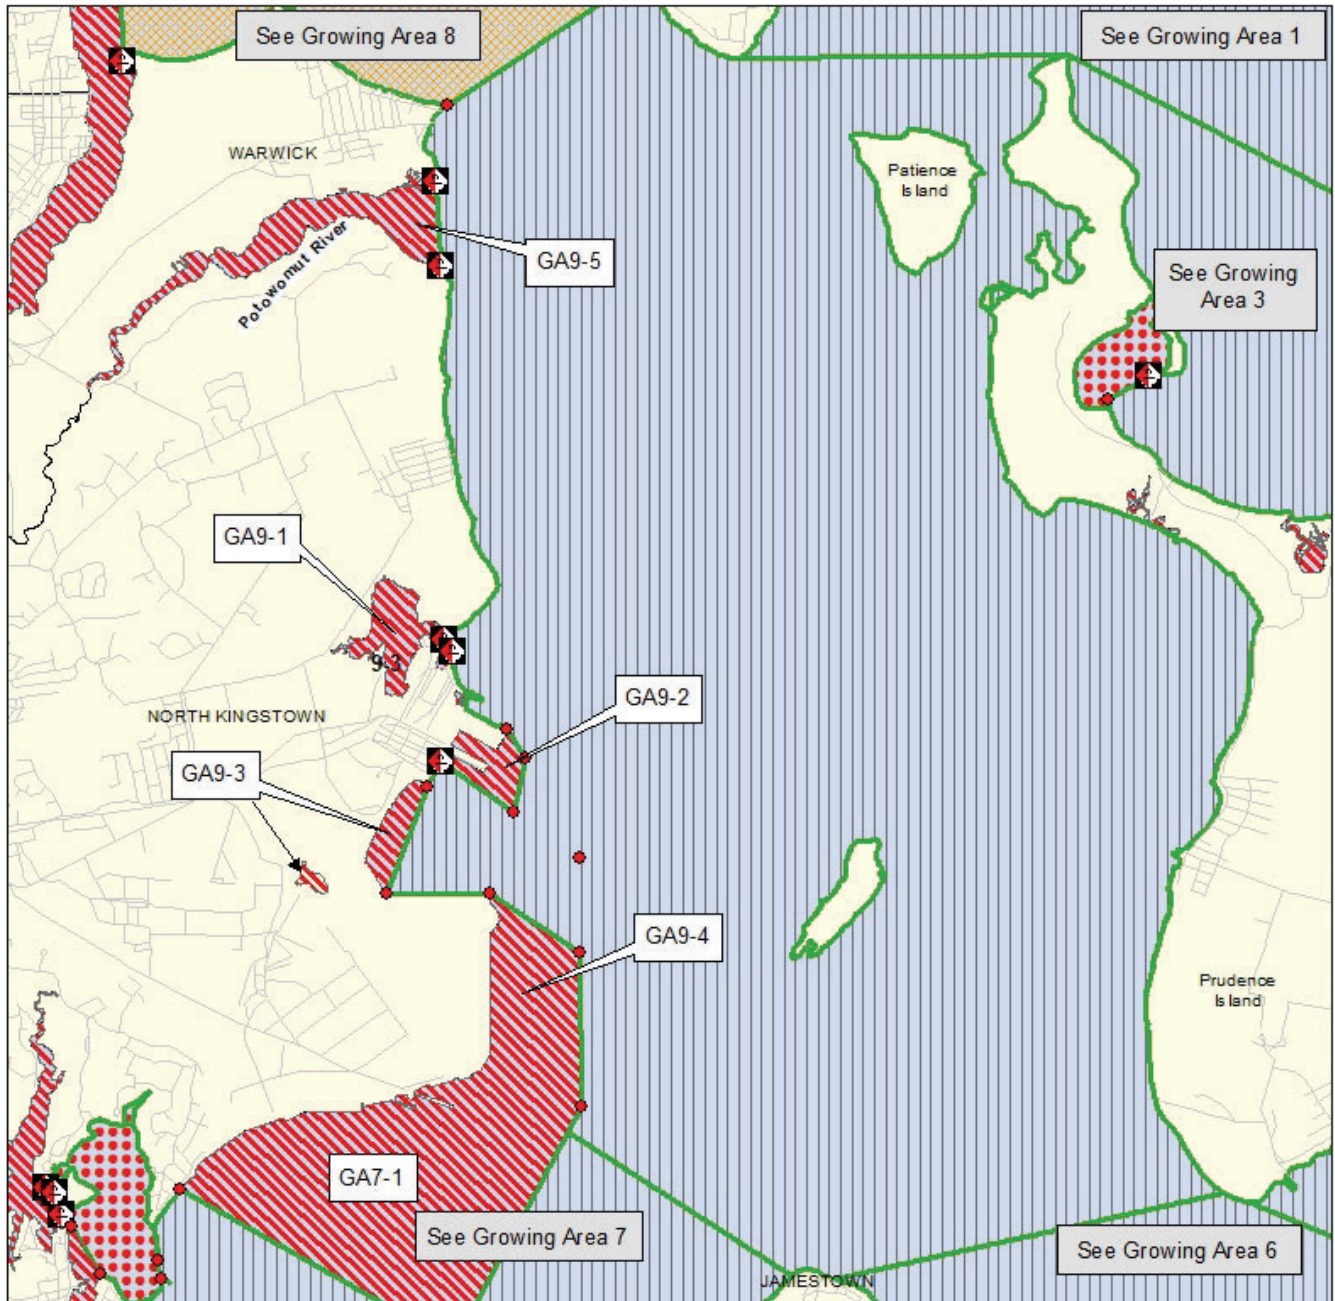 See Growing Area 8
See Growing Area 1
WARWICK
Patience
Island
Potowomut River
GA9-5
See Growing
Area 3
GA9-1
9-3
GA9-2
NORTH KINGSTOWN
GA9-3
GA9-4
Prudence
Island
GA7-1
See Growing Area 7
See Growing Area 6
JAMESTOWN